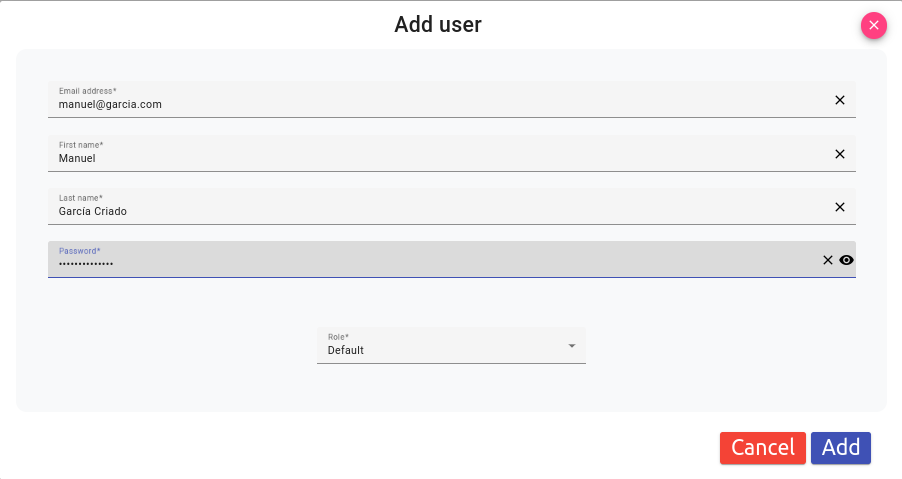 Add user
Email address*
manuel@garcia.com
First name*
Manuel
Last name*
García Criado
Password*
••••••••••••••
Role*
Default
Cancel Add